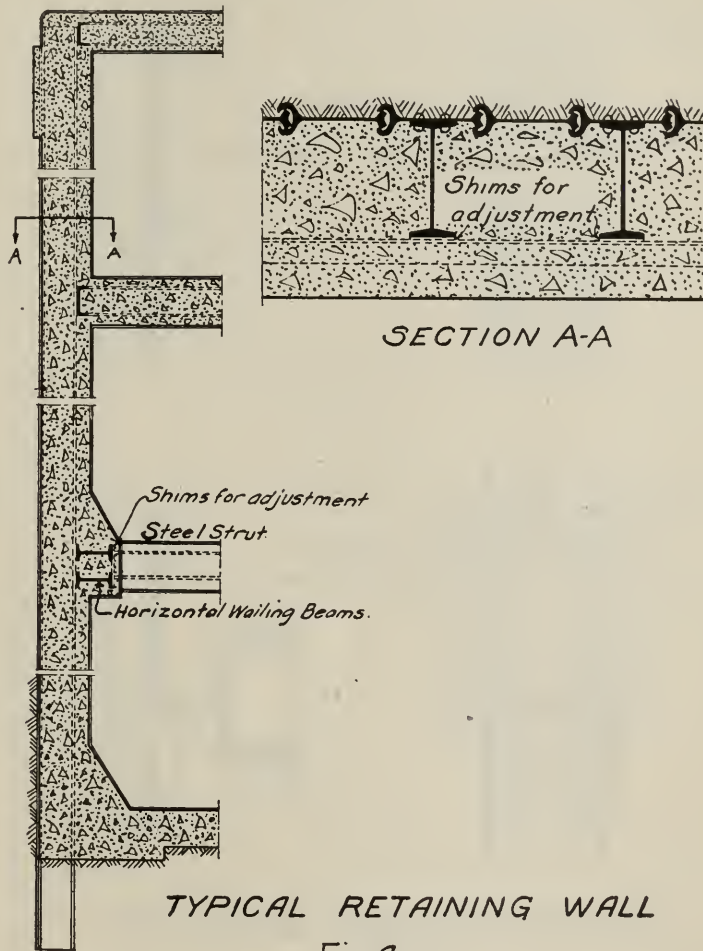 Shims for
adjustment
A
A
SECTION A-A
Shims for adjustment
Steel Strut
Horizontal Wailing Beams.
TYPICAL RETAINING WALL